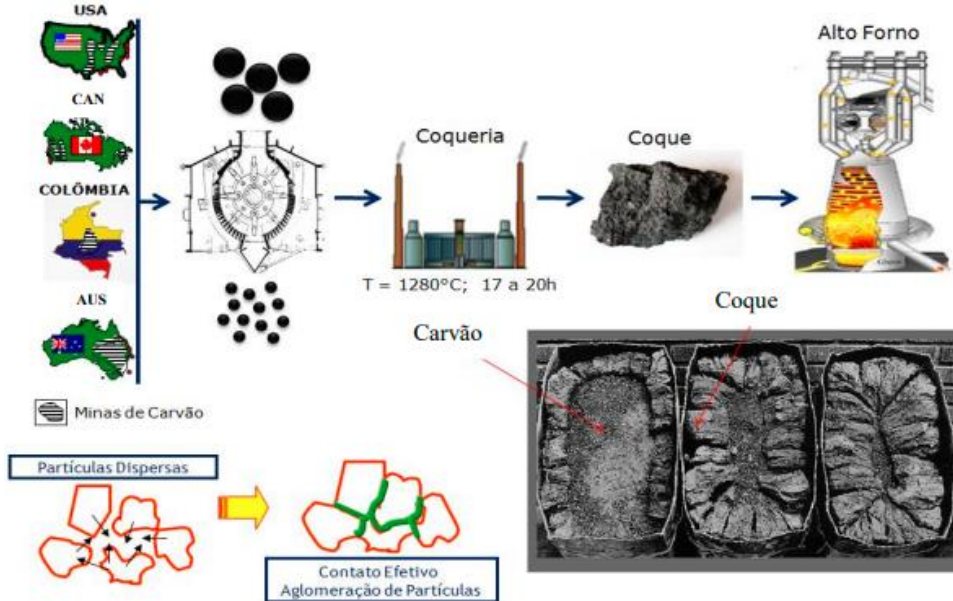 USA
CAN
COLÔMBIA
AUS
Minas de Carvão
Coqueria
T = 1280°C; 17 a 20h
Coque
Alto Forno
Carvão
Coque
Partículas Dispersas
Contato Efetivo
Aglomeração de Partículas